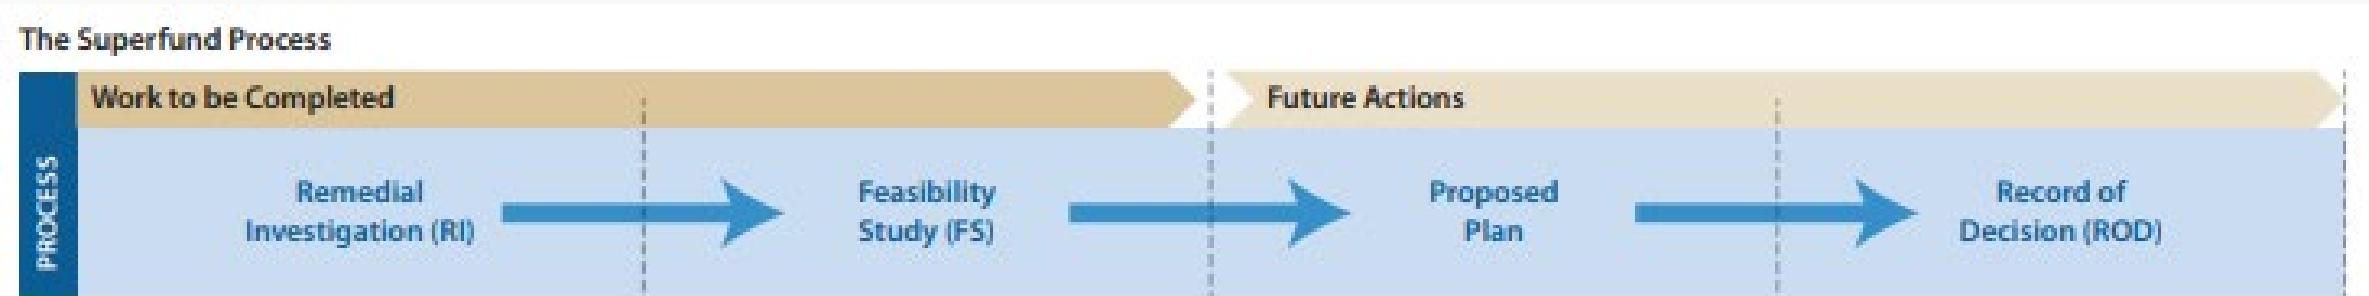 The Superfund Process
Work to be Completed
Future Actions
PROCESS
Remedial
Investigation (RI)
Feasibility
Study (FS)
Proposed
Plan
Record of
Decision (ROD)